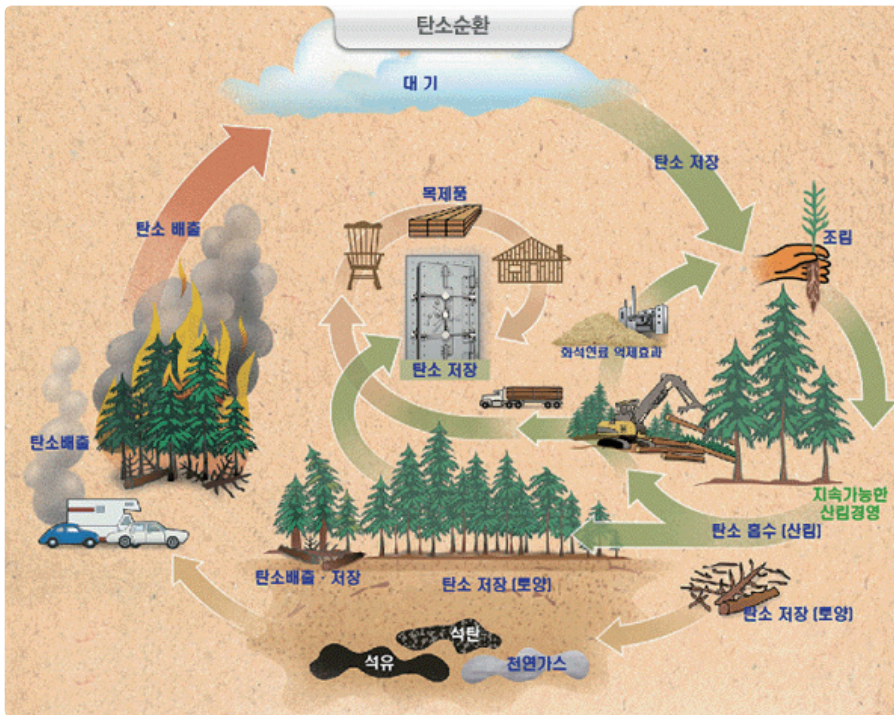 탄소순환
대 기
탄소 저장
목제품
탄소 배출
조림
화석연료 억제효과
탄소 저장
탄소배출
지속가능한
산림경영
탄소 흡수 (산림)
탄소배출 · 저장
탄소 저장 (토양)
탄소 저장 (토양)
석탄
석유
천연가스